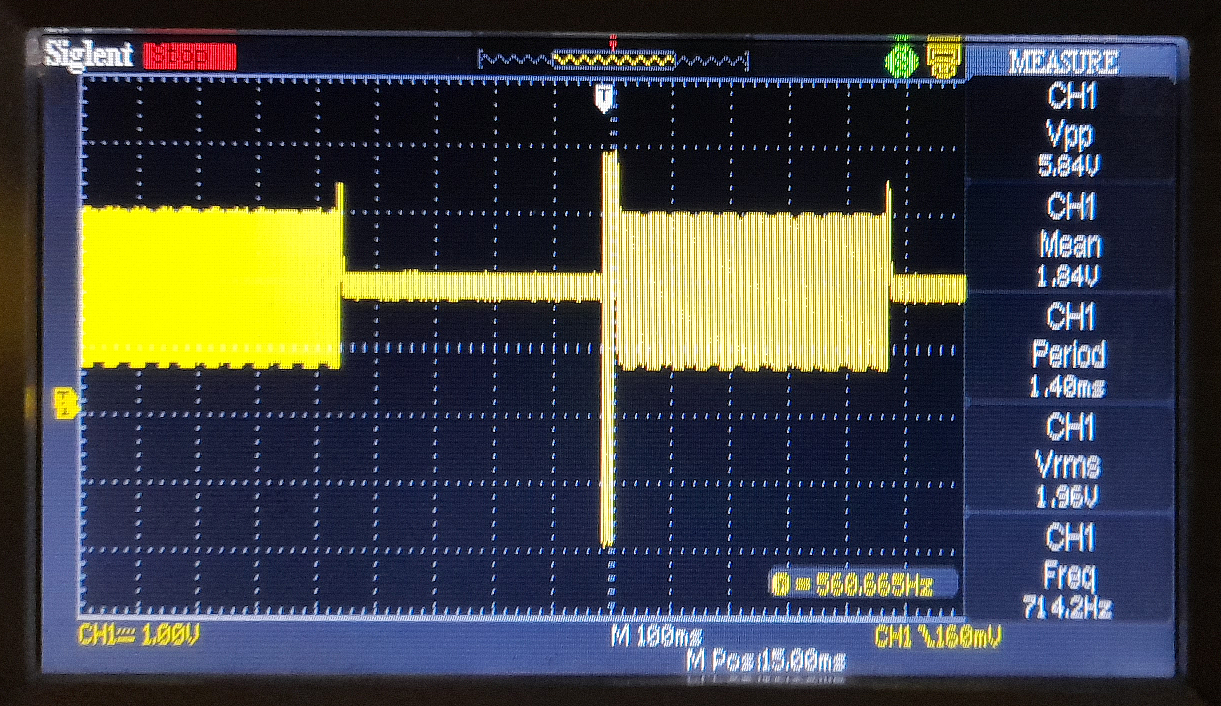 Siglent Stop
T
MEASURE
CH1
Vpp
5.84V
CH1
Mean
1.84V
CH1
Period
1.40ms
CH1
Vrms
1.96V
CH1
Freq
714.2Hz
= 560.665Hz
CH1 1.00V
M 100ms
CH1 160mV
M Pos:15.00ms